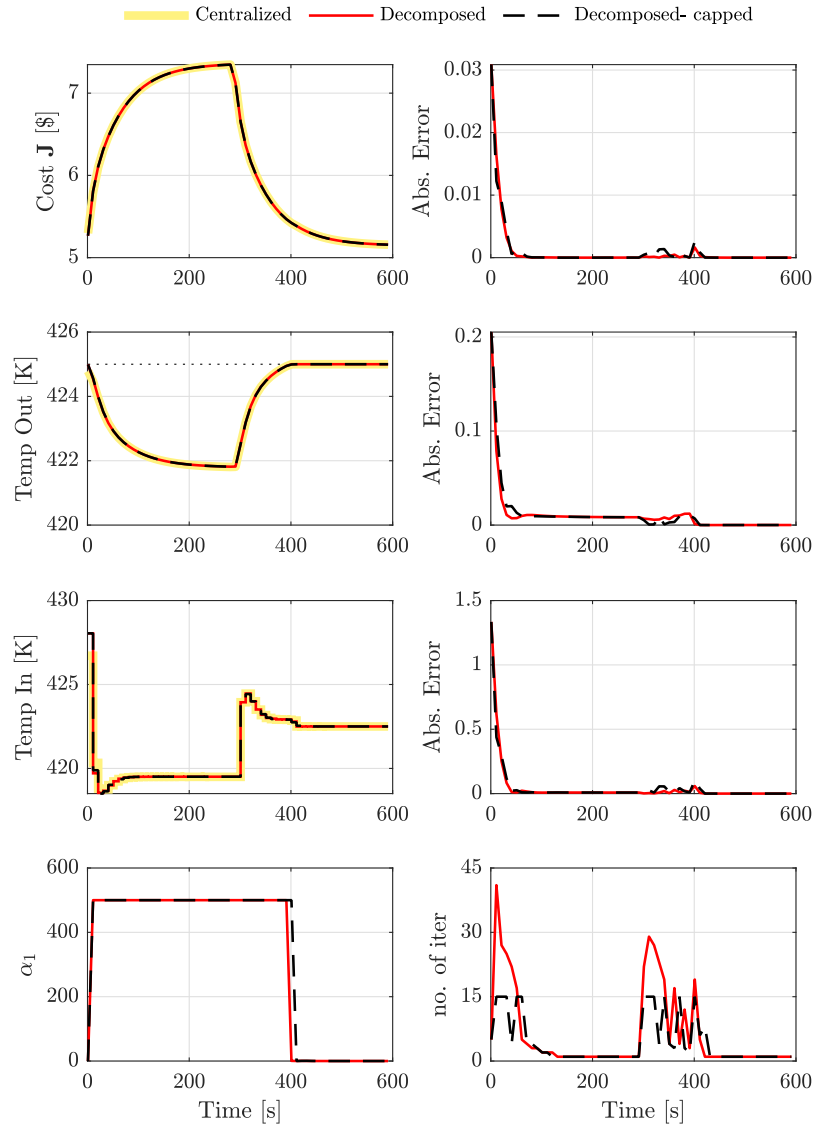 Centralized Decomposed Decomposed- capped
Cost J [$]
7
6
5
0 200 400 600
Abs. Error
0.03
0.02
0.01
0
0 200 400 600
Temp Out [K]
426
424
422
420
0 200 400 600
Abs. Error
0.2
0.1
0
0 200 400 600
Temp In [K]
430
425
420
0 200 400 600
Abs. Error
1.5
1
0.5
0
0 200 400 600
α1
600
400
200
0
0 200 400 600
Time [s]
no. of iter
45
30
15
0
0 200 400 600
Time [s]